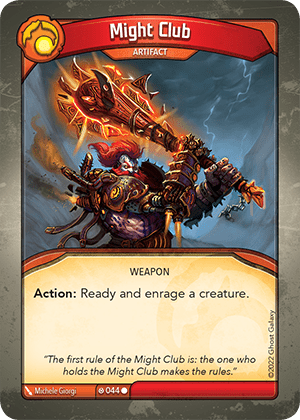 Might Club
ARTIFACT
WEAPON
Action: Ready and enrage a creature.
"The first rule of the Might Club is: the one who
holds the Might Club makes the rules."
©2022 Ghost Galaxy
Michele Giorgi
044